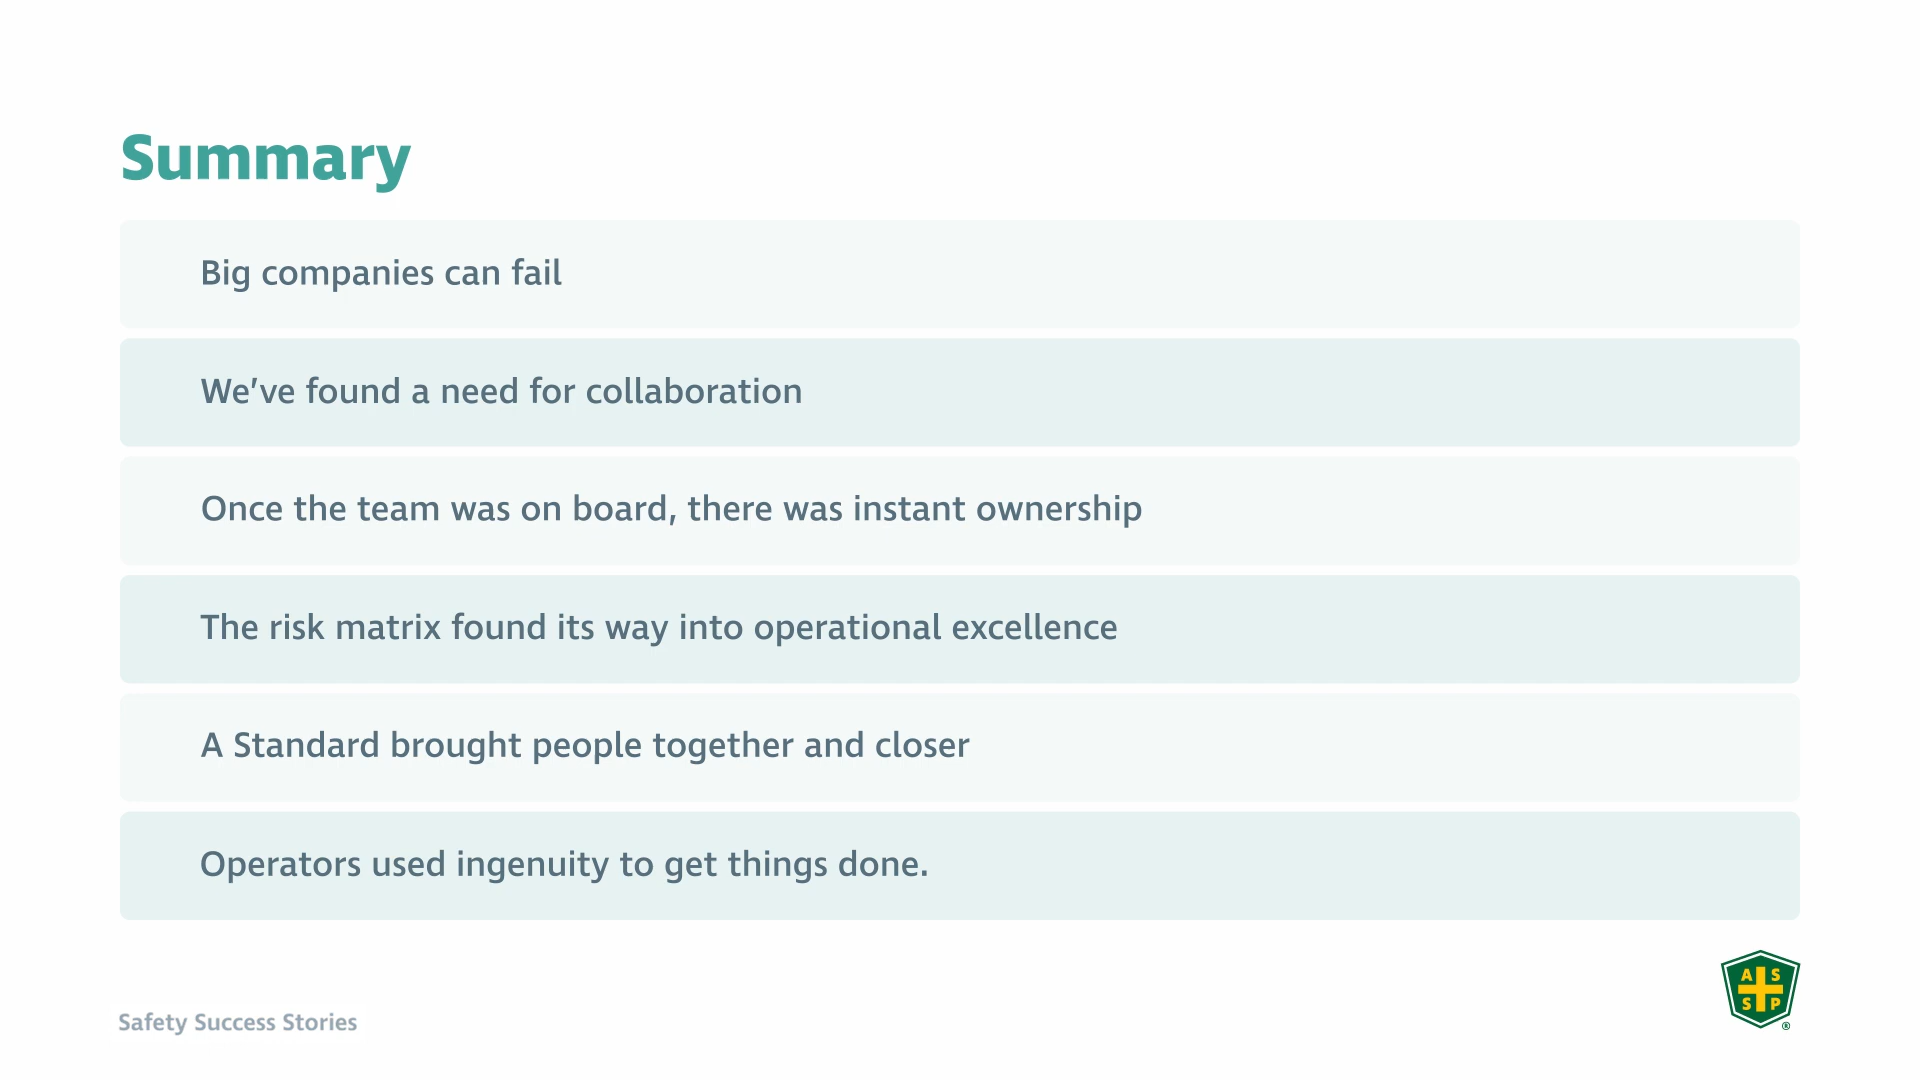 Summary
Big companies can fail
We’ve found a need for collaboration
Once the team was on board, there was instant ownership
The risk matrix found its way into operational excellence
A Standard brought people together and closer
Operators used ingenuity to get things done.
Safety Success Stories
A S
S P
®